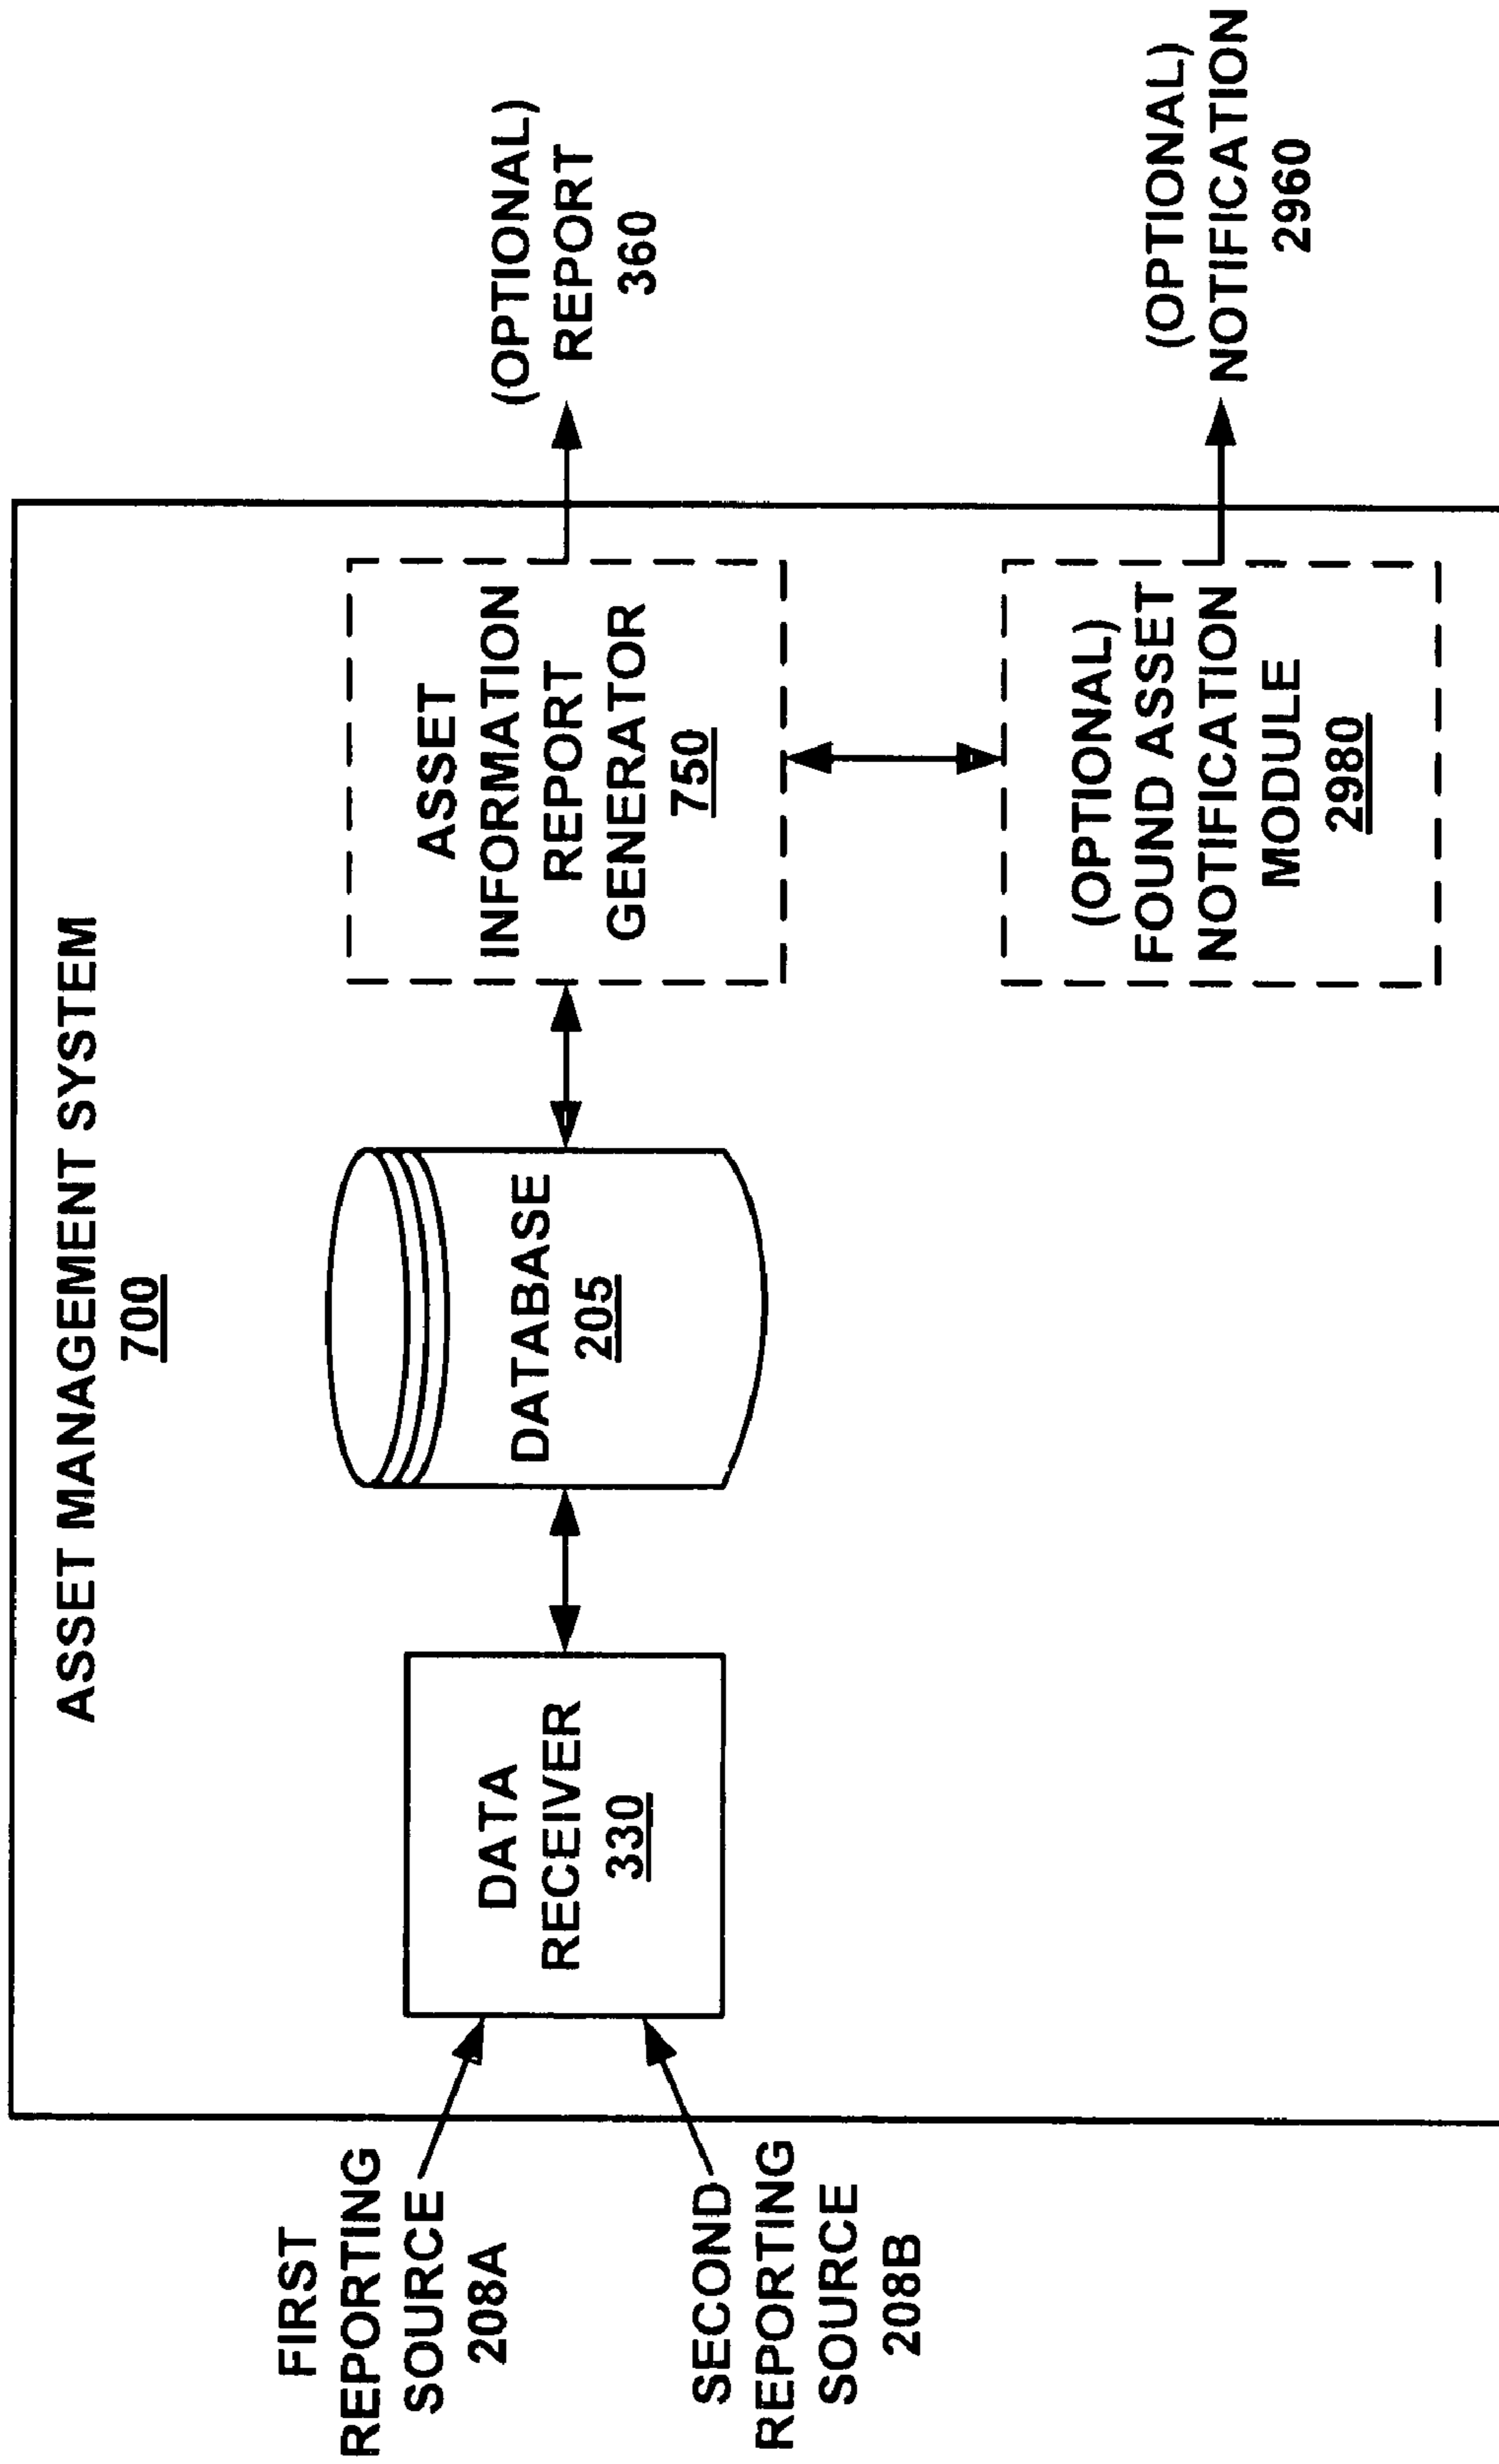 ASSET MANAGEMENT SYSTEM
700
FIRST
REPORTING
SOURCE
208A
SECOND
REPORTING
SOURCE
208B
DATA
RECEIVER
330
DATABASE
205
ASSET
INFORMATION
REPORT
GENERATOR
750
(OPTIONAL)
REPORT
360
(OPTIONAL)
FOUND ASSET
NOTIFICATION
MODULE
2980
(OPTIONAL)
NOTIFICATION
2960